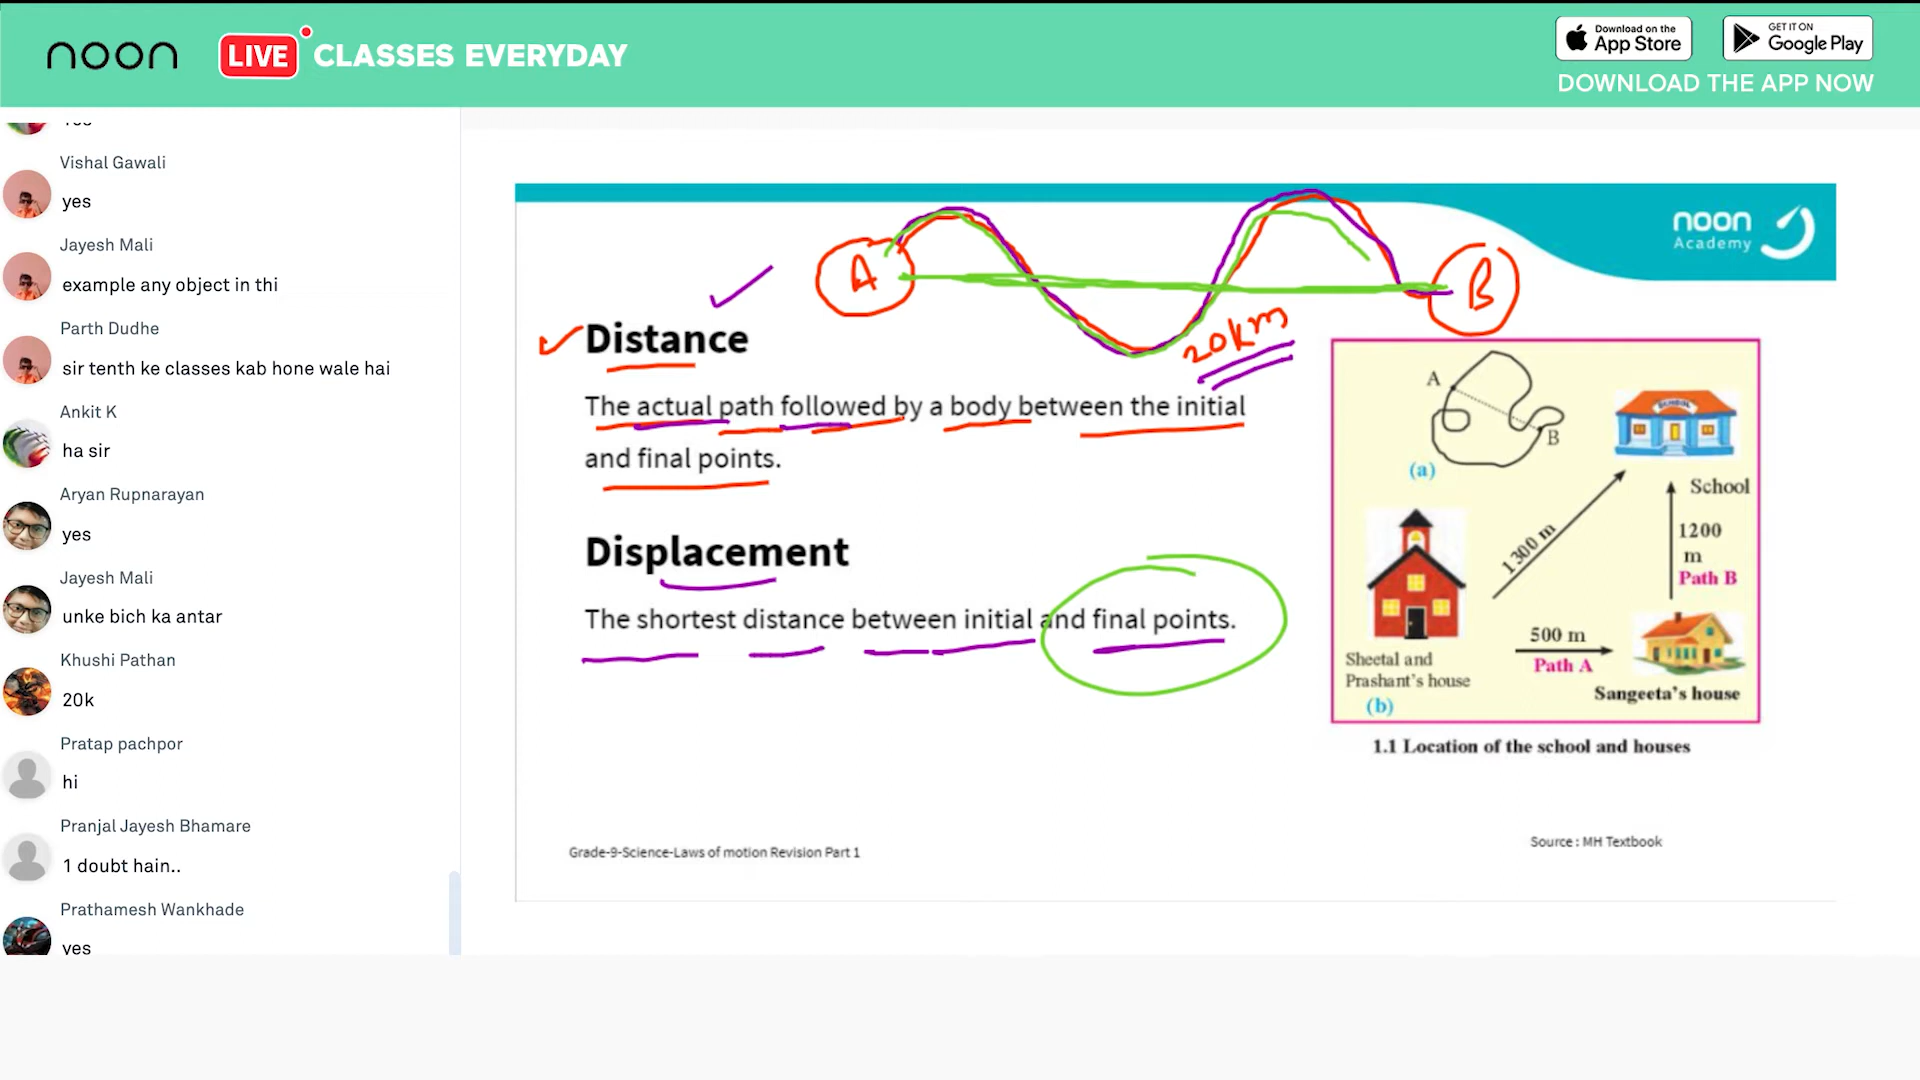 noon
LIVE CLASSES EVERYDAY
Download on the
App Store
GET IT ON
Google Play
DOWNLOAD THE APP NOW
Vishal Gawali
yes
Jayesh Mali
example any object in thi
Parth Dudhe
sir tenth ke classes kab hone wale hai
Ankit K
ha sir
Aryan Rupnarayan
yes
Jayesh Mali
unke bich ka antar
Khushi Pathan
20k
Pratap pachpor
hi
Pranjal Jayesh Bhamare
1 doubt hain..
Prathamesh Wankhade
yes
noon
Academy
A
B
20km
Distance
The actual path followed by a body between the initial
and final points.
Displacement
The shortest distance between initial and final points.
A
B
(a)
SCHOOL
School
1300 m
1200
m
Path B
500 m
Path A
Sheetal and
Prashant's house
Sangeeta's house
(b)
1.1 Location of the school and houses
Grade-9-Science-Laws of motion Revision Part 1
Source : MH Textbook